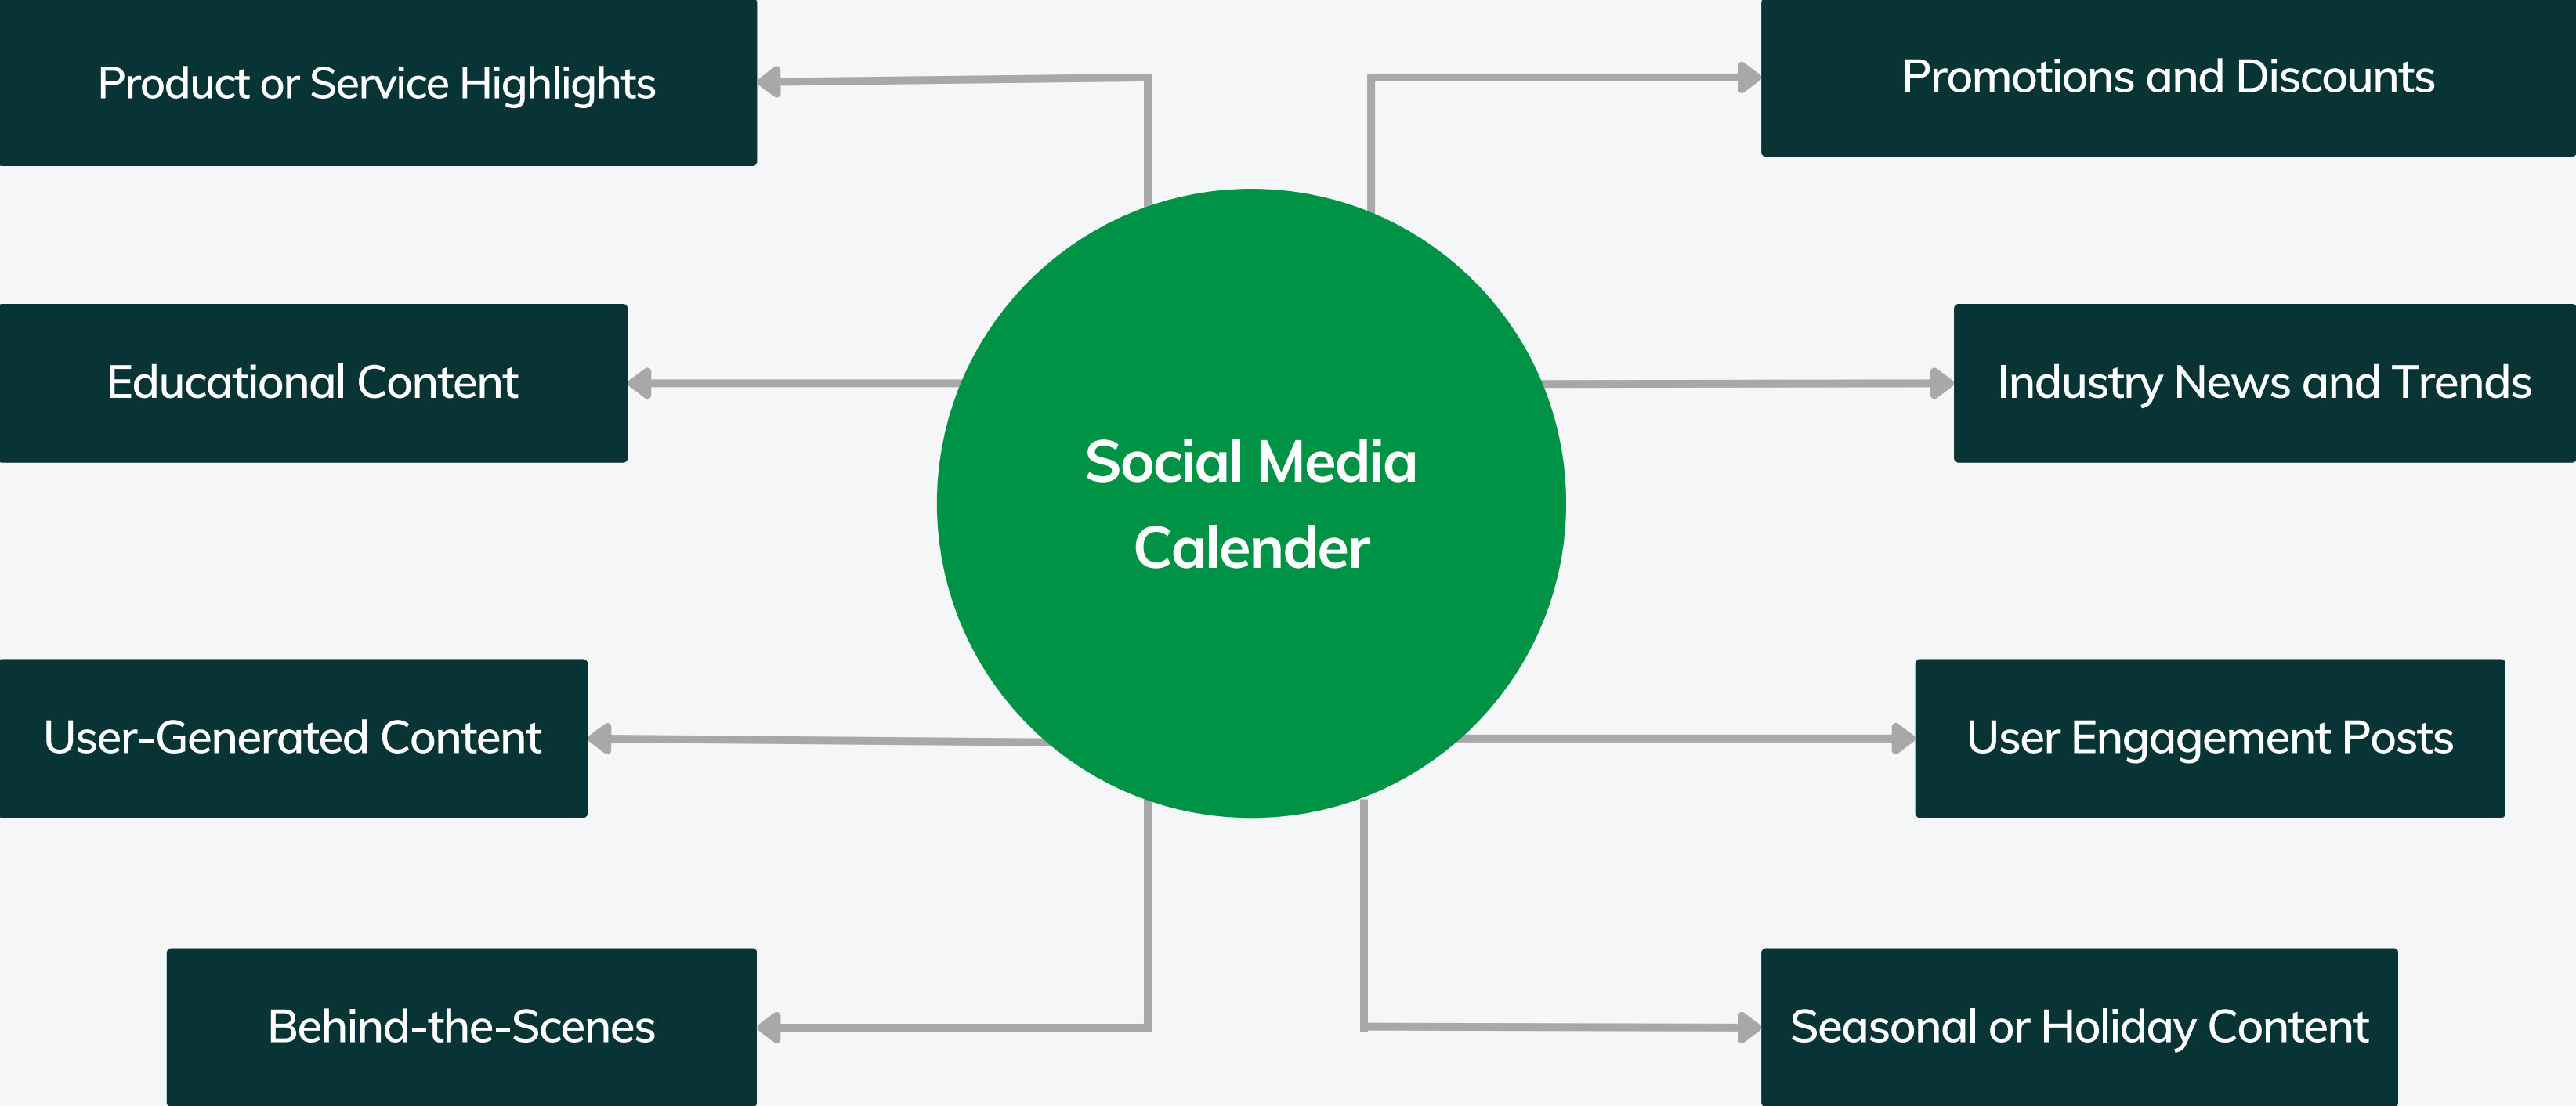 Product or Service Highlights
Promotions and Discounts
Educational Content
Industry News and Trends
Social Media
Calender
User-Generated Content
User Engagement Posts
Behind-the-Scenes
Seasonal or Holiday Content